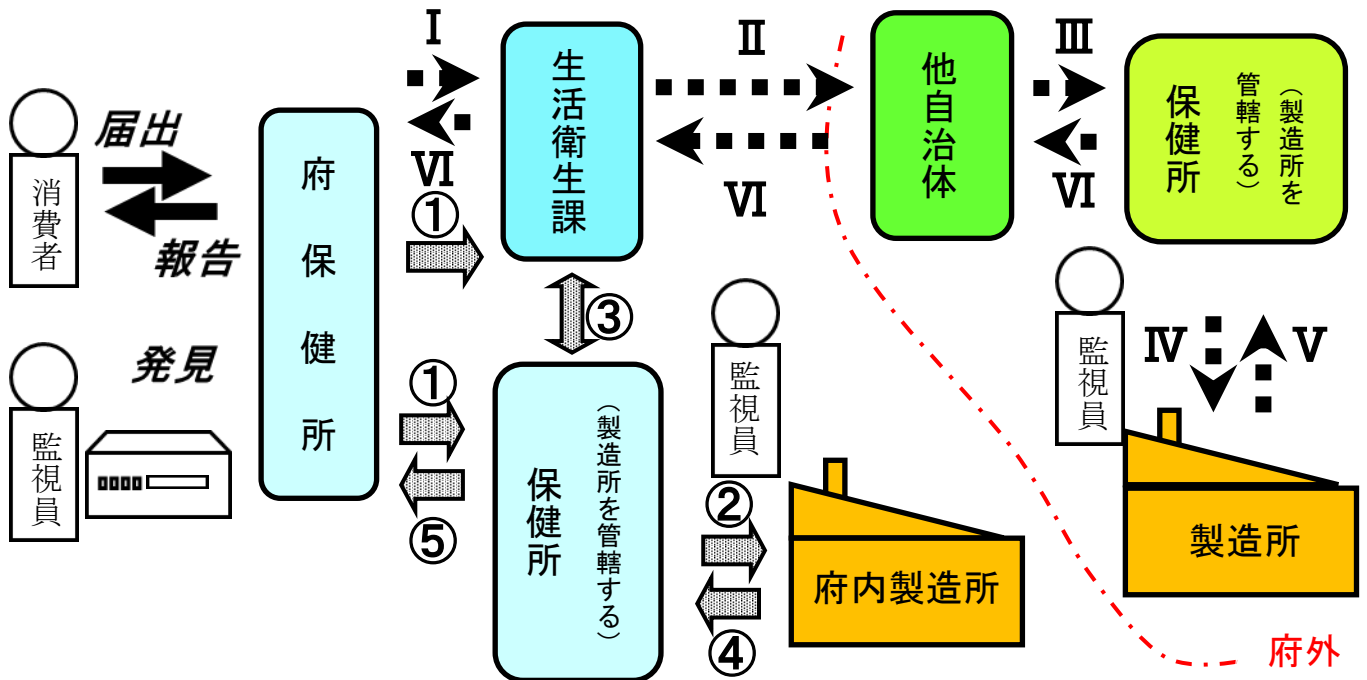 Ⅰ
Ⅱ
Ⅲ
生活衛生課
他自治体
（製造所を
管轄する）
保健所
届出
消費者
報告
府保健所
Ⅵ
①
Ⅵ
Ⅵ
③
発見
監視員
①
⑤
（製造所を管轄する）
保健所
監視員
②
④
府内製造所
監視員
Ⅳ
Ⅴ
製造所
府外